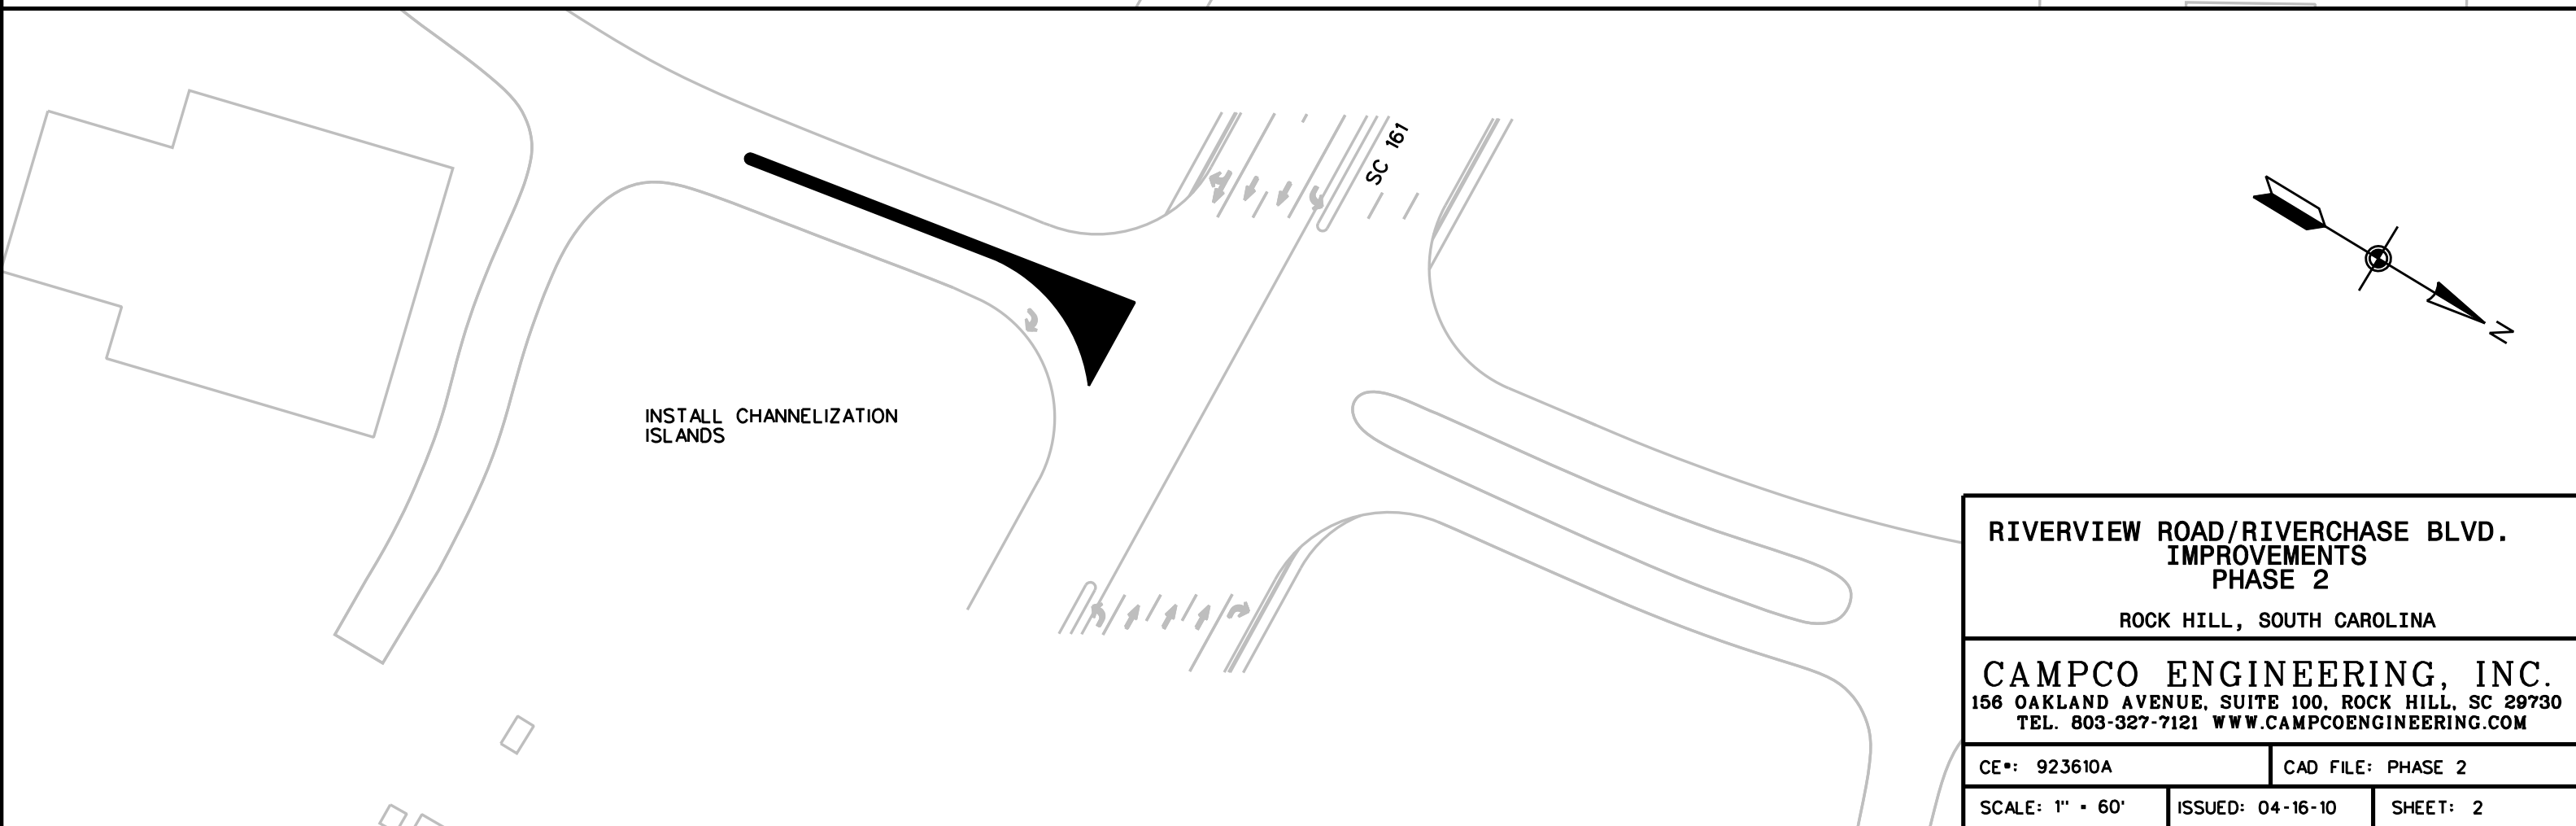 SC 161
N
INSTALL CHANNELIZATION
ISLANDS
RIVERVIEW ROAD/RIVERCHASE BLVD.
IMPROVEMENTS
PHASE 2
ROCK HILL, SOUTH CAROLINA
CAMPCO ENGINEERING, INC.
156 OAKLAND AVENUE, SUITE 100, ROCK HILL, SC 29730
TEL. 803-327-7121 WWW.CAMPCOENGINEERING.COM
CE#: 923610A
CAD FILE: PHASE 2
SCALE: 1" = 60'
ISSUED: 04-16-10
SHEET: 2